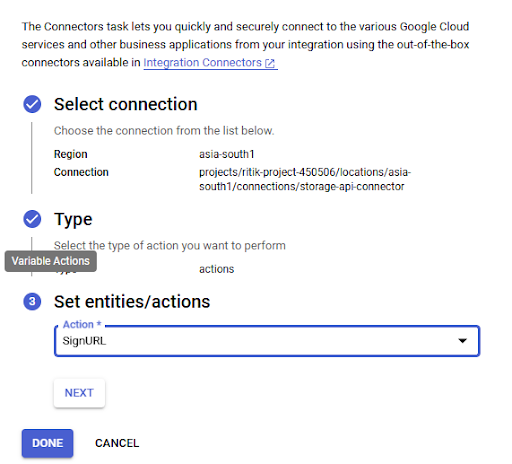 The Connectors task lets you quickly and securely connect to the various Google Cloud
services and other business applications from your integration using the out-of-the-box
connectors available in Integration Connectors
Select connection
Choose the connection from the list below.
Region asia-south1
Connection projects/ritik-project-450506/locations/asia-
south1/connections/storage-api-connector
Type
Select the type of action you want to perform
Variable Actions
actions
3 Set entities/actions
Action *
SignURL
NEXT
DONE CANCEL